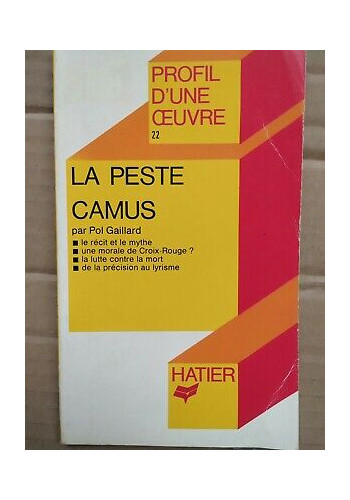 PROFIL
D'UNE
ŒUVRE
22
LA PESTE
CAMUS
par Pol Gaillard
■ le récit et le mythe
■ une morale de Croix-Rouge ?
■ la lutte contre la mort
■ de la précision au lyrisme
HATIER